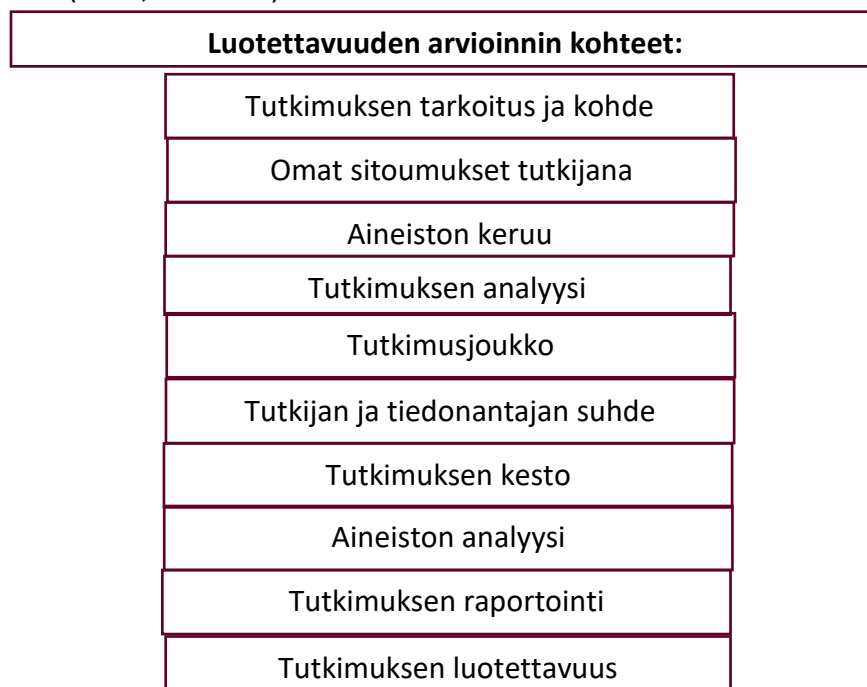 Luotettavuuden arvioinnin kohteet:
Tutkimuksen tarkoitus ja kohde
Omat sitoumukset tutkijana
Aineiston keruu
Tutkimuksen analyysi
Tutkimusjoukko
Tutkijan ja tiedonantajan suhde
Tutkimuksen kesto
Aineiston analyysi
Tutkimuksen raportointi
Tutkimuksen luotettavuus